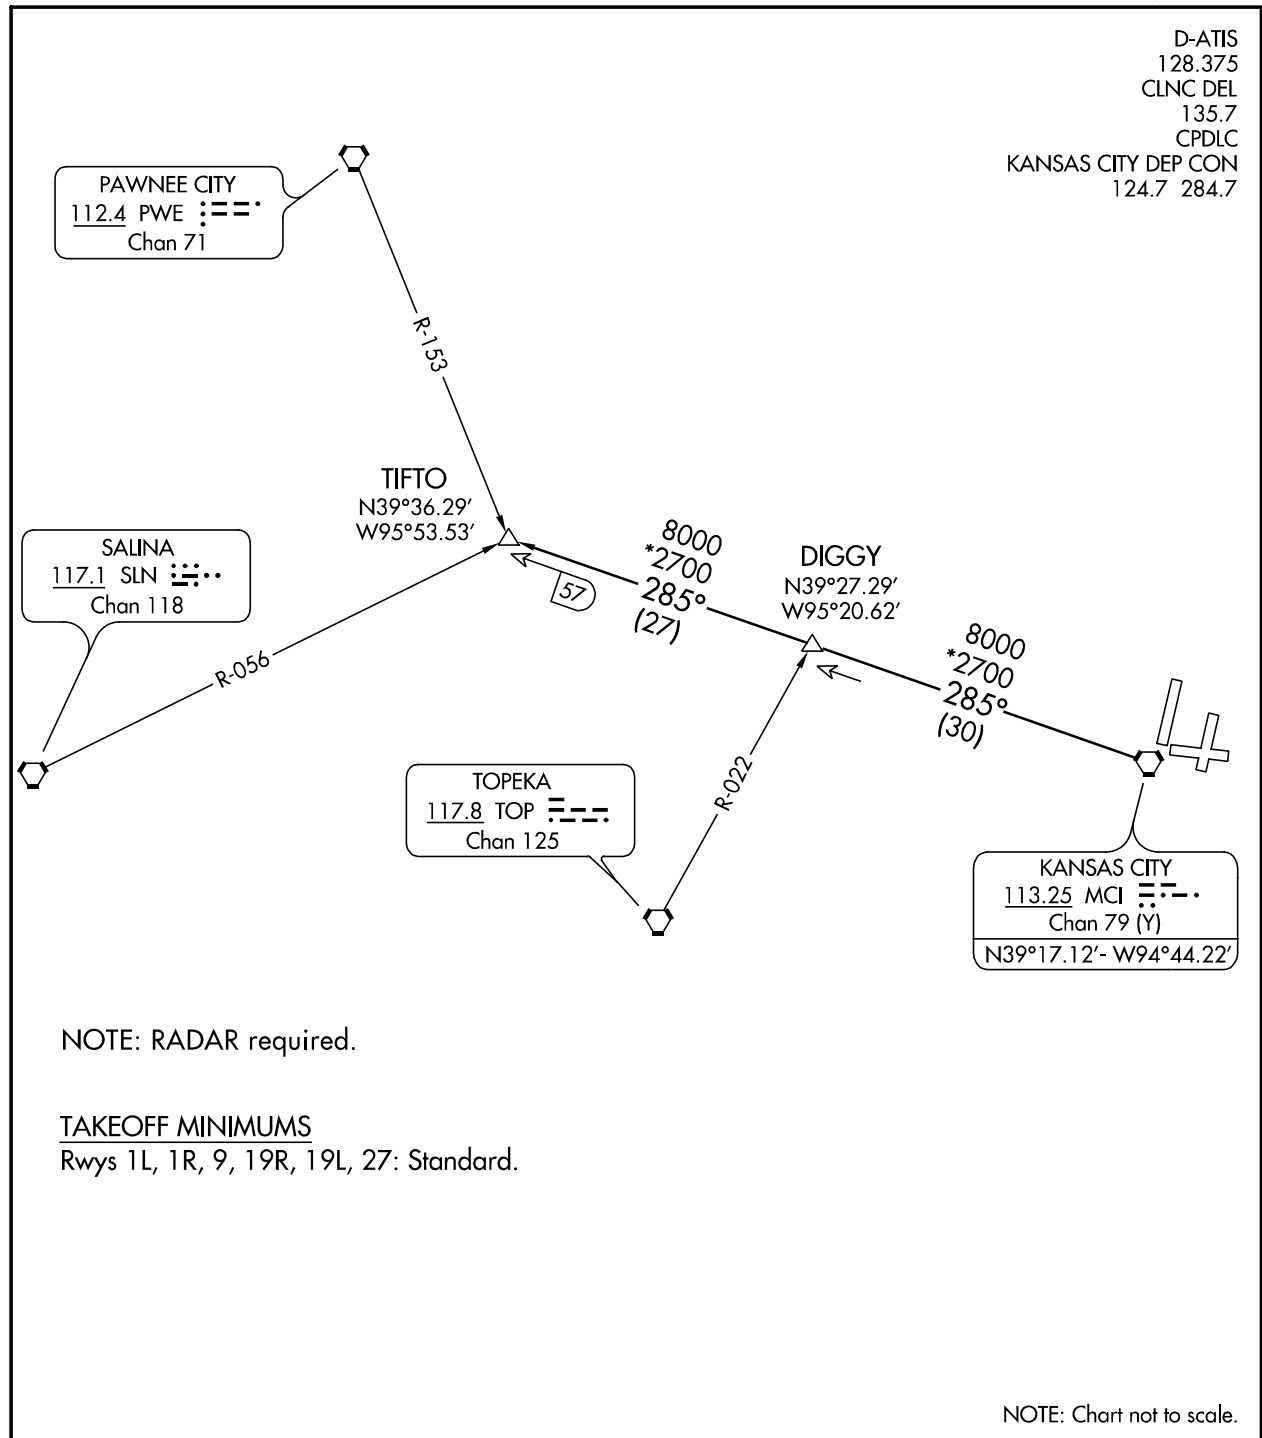 D-ATIS
128.375
CLNC DEL
135.7
CPDLC
KANSAS CITY DEP CON
124.7 284.7
PAWNEE CITY
112.4 PWE
Chan 71
R-153
TIFTO
N39°36.29′
W95°53.53′
SALINA
117.1 SLN
Chan 118
R-056
57
8000
*2700
285°
(27)
DIGGY
N39°27.29′
W95°20.62′
8000
*2700
285°
(30)
TOPEKA
117.8 TOP
Chan 125
R-022
KANSAS CITY
113.25 MCI
Chan 79 (Y)
N39°17.12′- W94°44.22′
NOTE: RADAR required.
TAKEOFF MINIMUMS
Rwys 1L, 1R, 9, 19R, 19L, 27: Standard.
NOTE: Chart not to scale.